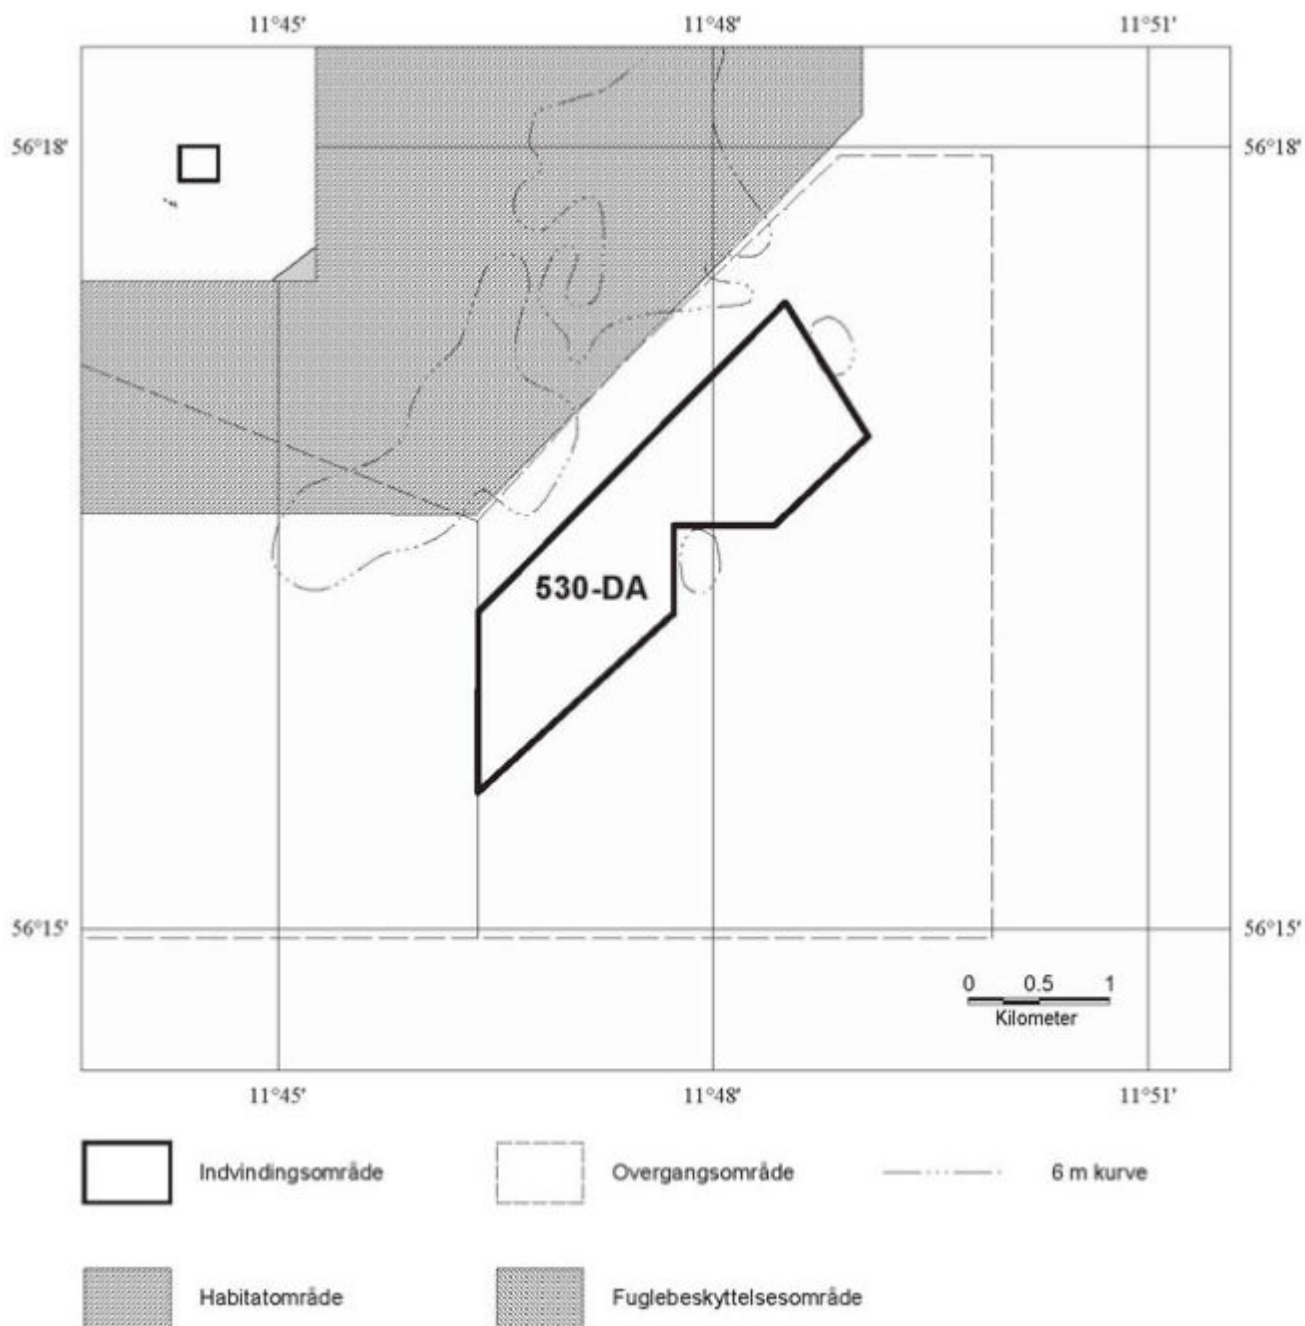 11°45' 11°48' 11°51'
56°18' 56°18'
530-DA
56°15' 56°15'
0 0.5 1
Kilometer
11°45' 11°48' 11°51'
Indvindingsområde Overgangsområde 6 m kurve
Habitatområde Fuglebeskyttelsesområde